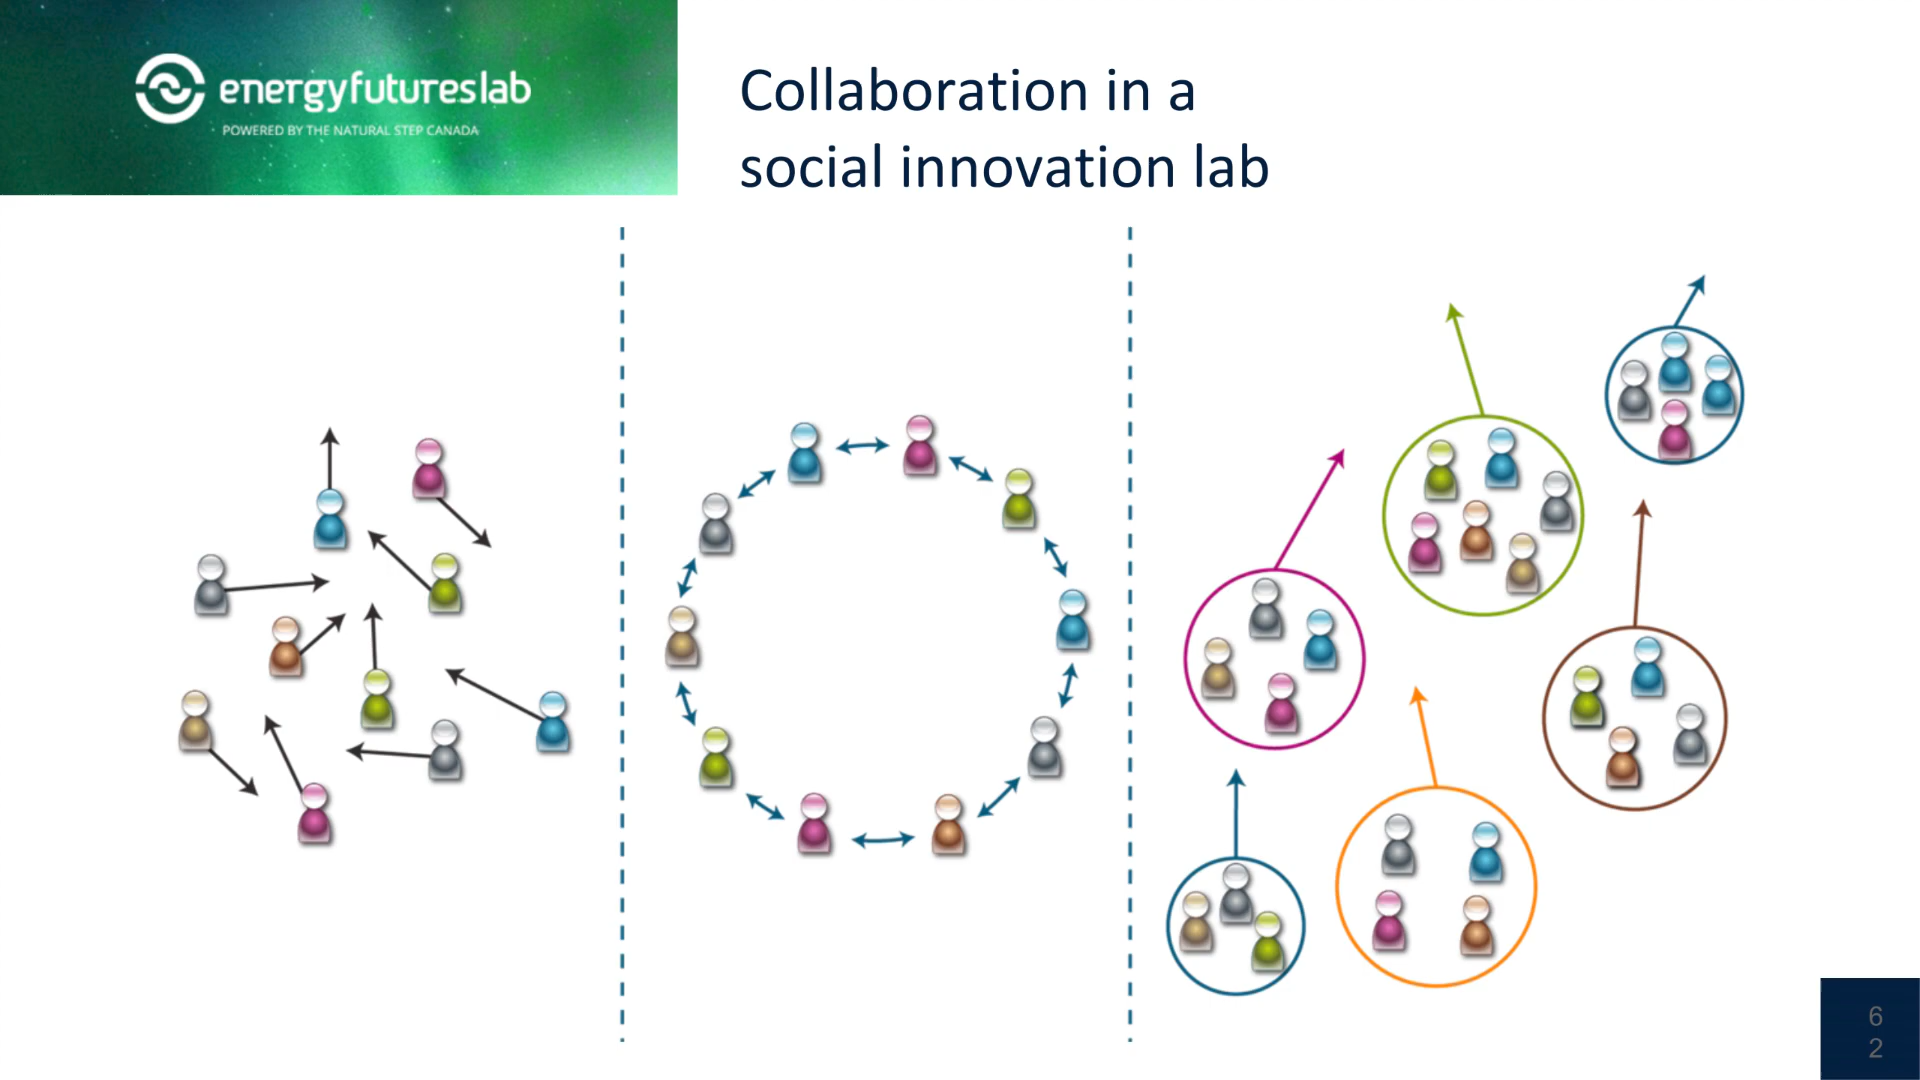 energyfutureslab
POWERED BY THE NATURAL STEP CANADA
Collaboration in a
social innovation lab
6
2